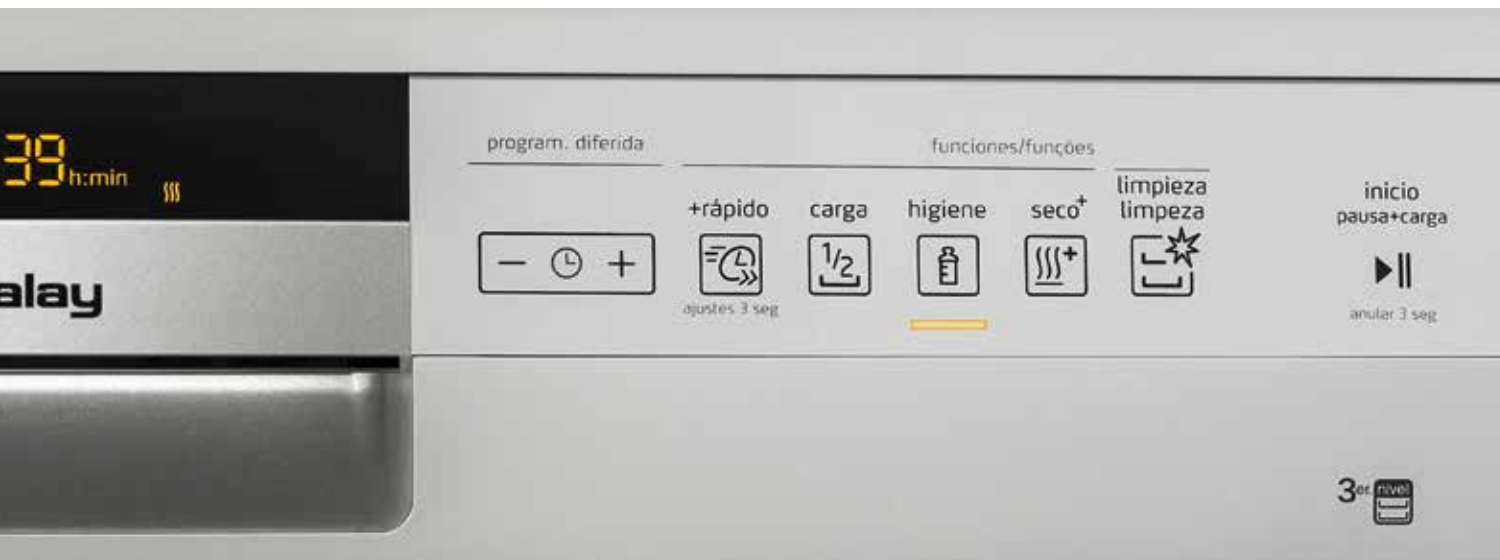 39 h:min
alay
program. diferida
funciones/funções
+rápido
carga
higiene
seco+
limpieza
limpeza
- +
1/2
+
ajustes 3 seg
inicio
pausa+carga
anular 3 seg
3er. nivel